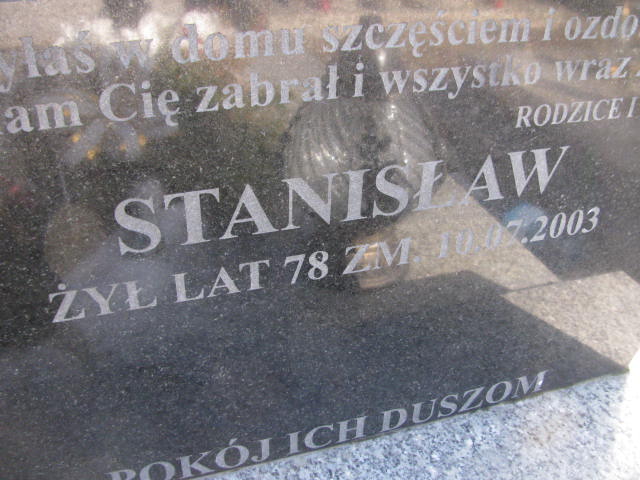 yłaś w domu szczęściem i ozdo
am Cię zabrał i wszystko wraz
RODZICE I
STANISŁAW
ŻYŁ LAT 78 ZM. 10.07.2003
POKÓJ ICH DUSZOM